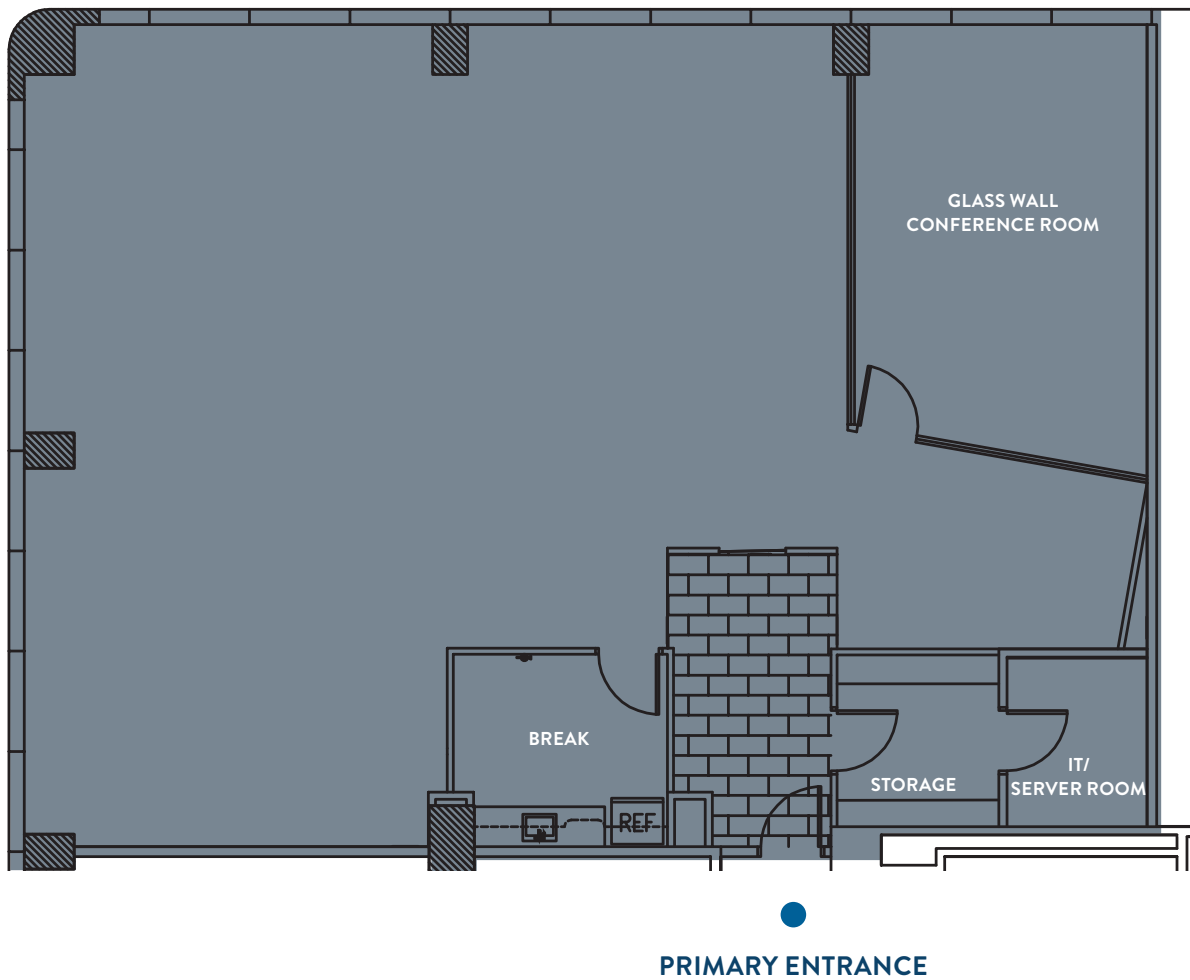 GLASS WALL
CONFERENCE ROOM
BREAK
STORAGE
IT/
SERVER ROOM
REF
PRIMARY ENTRANCE